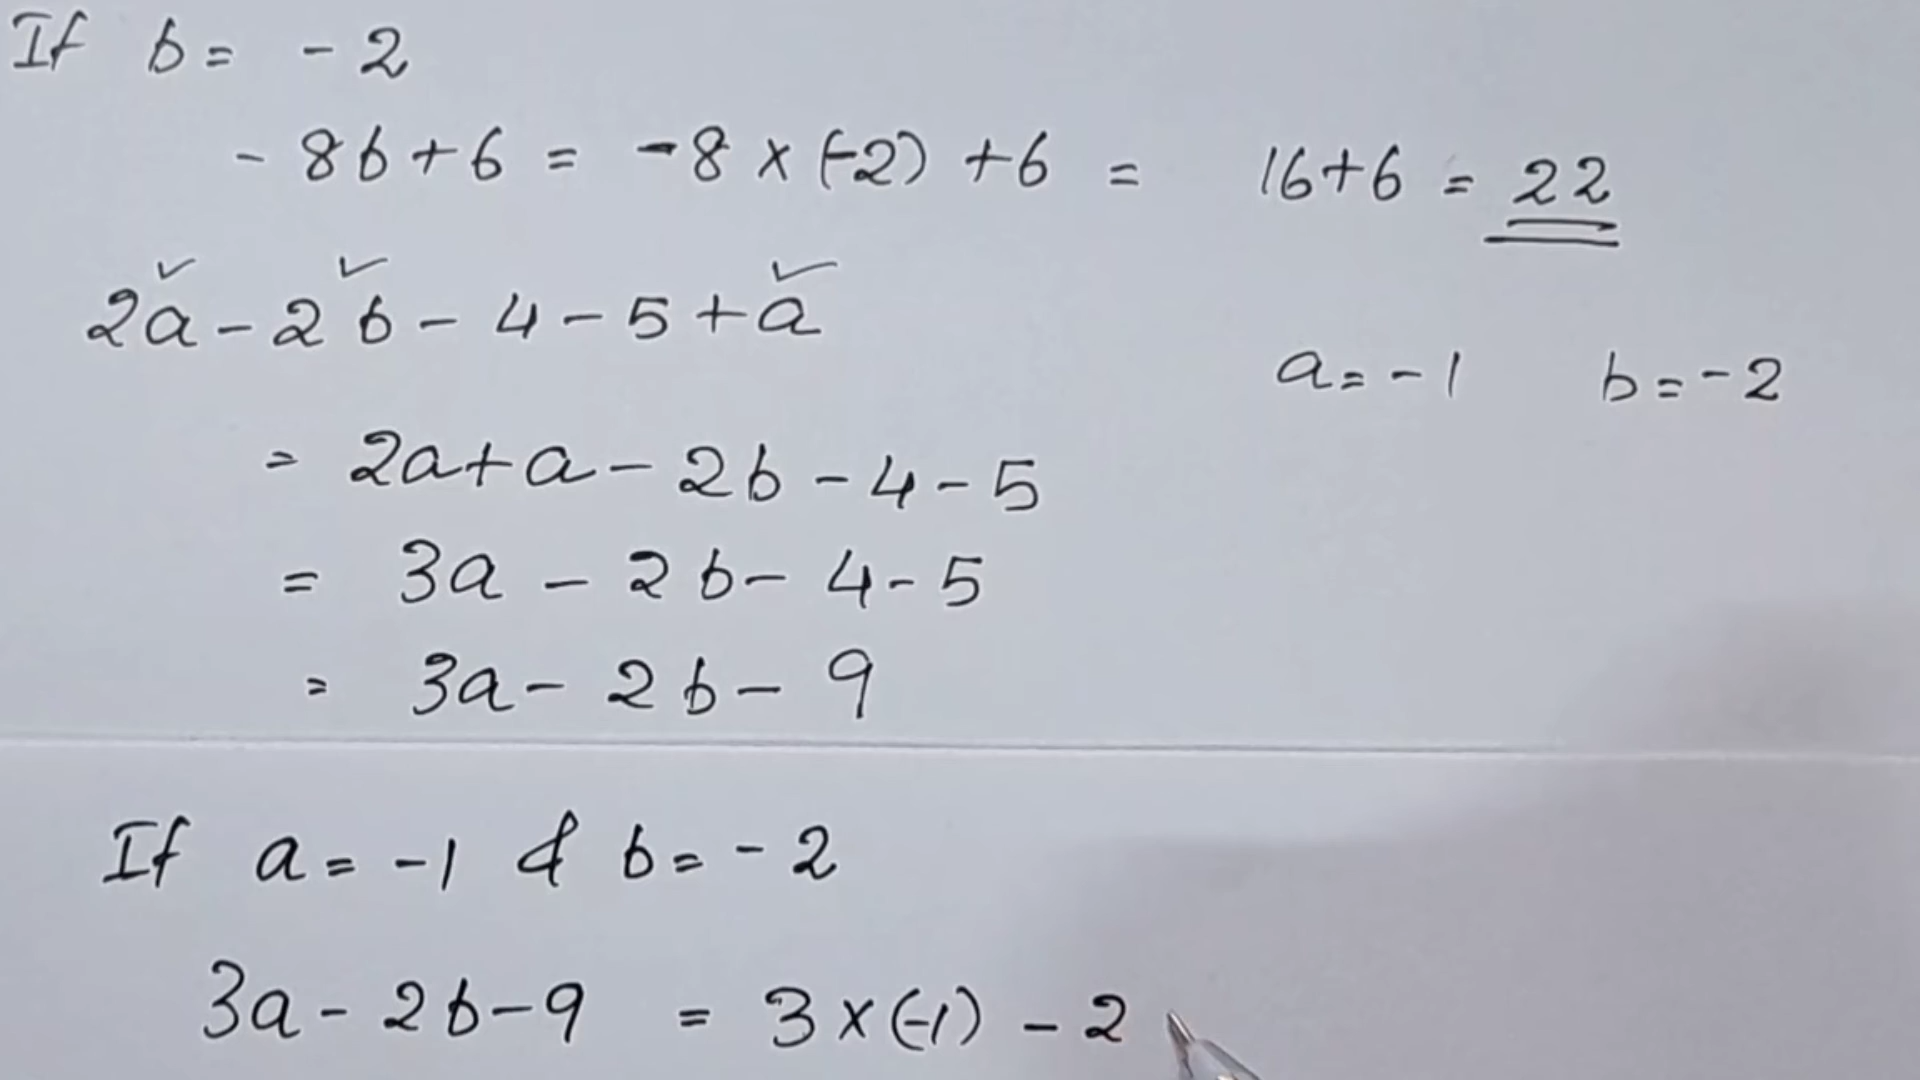 If b = - 2
- 8b + 6 = - 8 × (-2) + 6 = 16 + 6 = 22
2a - 2b - 4 - 5 + a
a = - 1 b = - 2
= 2a + a - 2b - 4 - 5
= 3a - 2b - 4 - 5
= 3a - 2b - 9
If a = -1 & b = - 2
3a - 2b - 9 = 3 × (-1) - 2